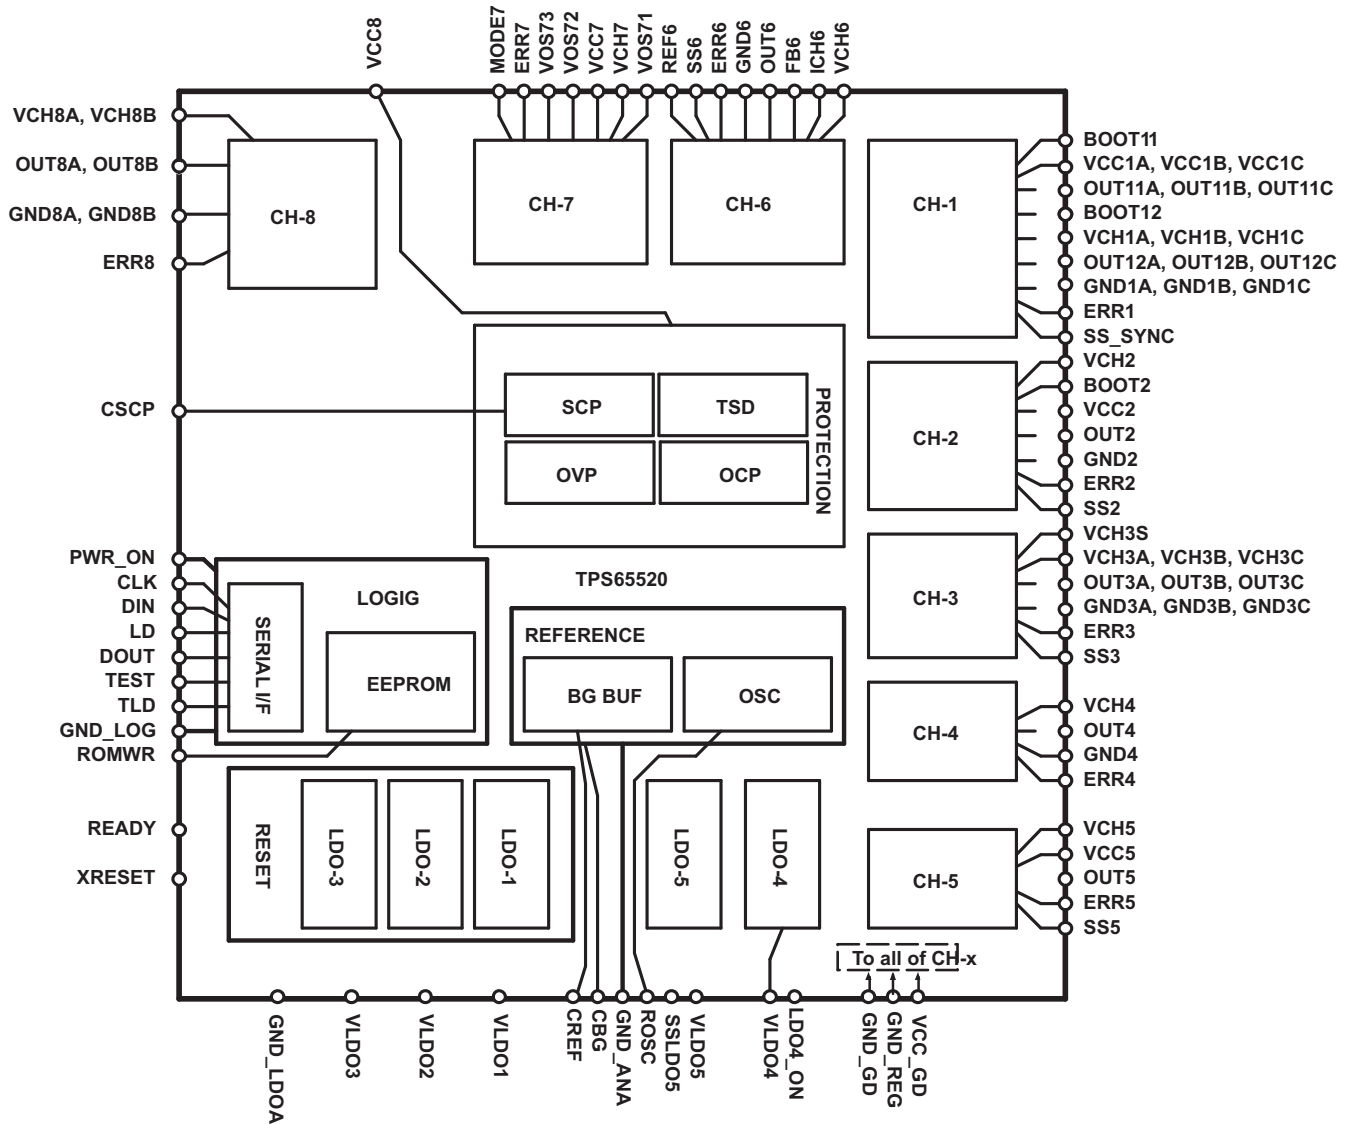 VCC8
MODE7
ERR7
VOS73
VOS72
VCC7
VCH7
VOS71
REF6
SS6
ERR6
GND6
OUT6
FB6
ICH6
VCH6
VCH8A, VCH8B
OUT8A, OUT8B
GND8A, GND8B
ERR8
CSCP
PWR_ON
CLK
DIN
LD
DOUT
TEST
TLD
GND_LOG
ROMWR
READY
XRESET
CH-8
CH-7
CH-6
CH-1
BOOT11
VCC1A, VCC1B, VCC1C
OUT11A, OUT11B, OUT11C
BOOT12
VCH1A, VCH1B, VCH1C
OUT12A, OUT12B, OUT12C
GND1A, GND1B, GND1C
ERR1
SS_SYNC
SCP
TSD
OVP
OCP
PROTECTION
CH-2
VCH2
BOOT2
VCC2
OUT2
GND2
ERR2
SS2
TPS65520
LOGIG
SERIAL I/F
EEPROM
REFERENCE
BG BUF
OSC
CH-3
VCH3S
VCH3A, VCH3B, VCH3C
OUT3A, OUT3B, OUT3C
GND3A, GND3B, GND3C
ERR3
SS3
CH-4
VCH4
OUT4
GND4
ERR4
RESET
LDO-3
LDO-2
LDO-1
LDO-5
LDO-4
CH-5
VCH5
VCC5
OUT5
ERR5
SS5
To all of CH-x
GND_LDOA
VLDO3
VLDO2
VLDO1
CREF
CBG
GND_ANA
ROSC
SSLDO5
VLDO5
VLDO4
LDO4_ON
GND_GD
GND_REG
VCC_GD